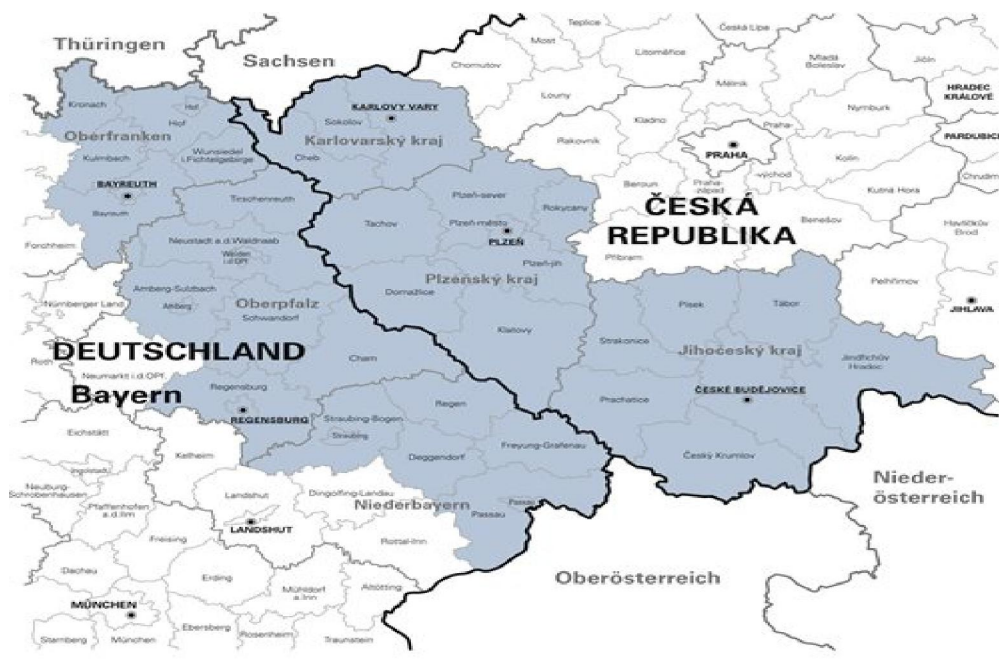 Thüringen
Sachsen
Teplice
Most
Česká Lípa
Chomutov
Litoměřice
Mladá
Boleslav
Jičín
Louny
Mělník
HRADEC
KRÁLOVÉ
Kronach
Hof
Hof
KARLOVY VARY
Sokolov
Karlovarský kraj
Nymburk
Oberfranken
Kladno
Praha-
PARDUBICE
Rakovník
PRAHA
Kulmbach
Wunsiedel
i.Fichtelgebirge
Cheb
Kolín
-východ
Chrudim
BAYREUTH
Beroun
Praha-
západ
Kutná Hora
Tirschenreuth
Plzeň-sever
Rokycany
Bayreuth
ČESKÁ
REPUBLIKA
Benešov
Havlíčkův
Brod
Tachov
Plzeň-město
PLZEŇ
Forchheim
Neustadt a.d.Waldnaab
Weiden
i.d.OPf.
Plzeň-jih
Příbram
Plzeňský kraj
Pelhřimov
Amberg-Sulzbach
Domažlice
Nürnberger Land
Amberg
Oberpfalz
Schwandorf
Písek
Tábor
JIHLAVA
Klatovy
Strakonice
DEUTSCHLAND
Jihočeský kraj
Roth
Cham
Jindřichův
Hradec
Neumarkt i.d.OPf.
Bayern
Regensburg
ČESKÉ BUDĚJOVICE
Regen
Prachatice
REGENSBURG
Straubing-Bogen
Straubing
Eichstätt
Freyung-Grafenau
Kelheim
Deggendorf
Český Krumlov
Ingolstadt
Neuburg-
Schrobenhausen
Landshut
Dingolfing-Landau
Nieder-
österreich
Pfaffenhofen
a.d.Ilm
Niederbayern
Passau
Passau
LANDSHUT
Freising
Rottal-Inn
Dachau
Erding
Oberösterreich
Mühldorf
a.Inn
Altötting
MÜNCHEN
Ebersberg
Rosenheim
Starnberg
München
Traunstein